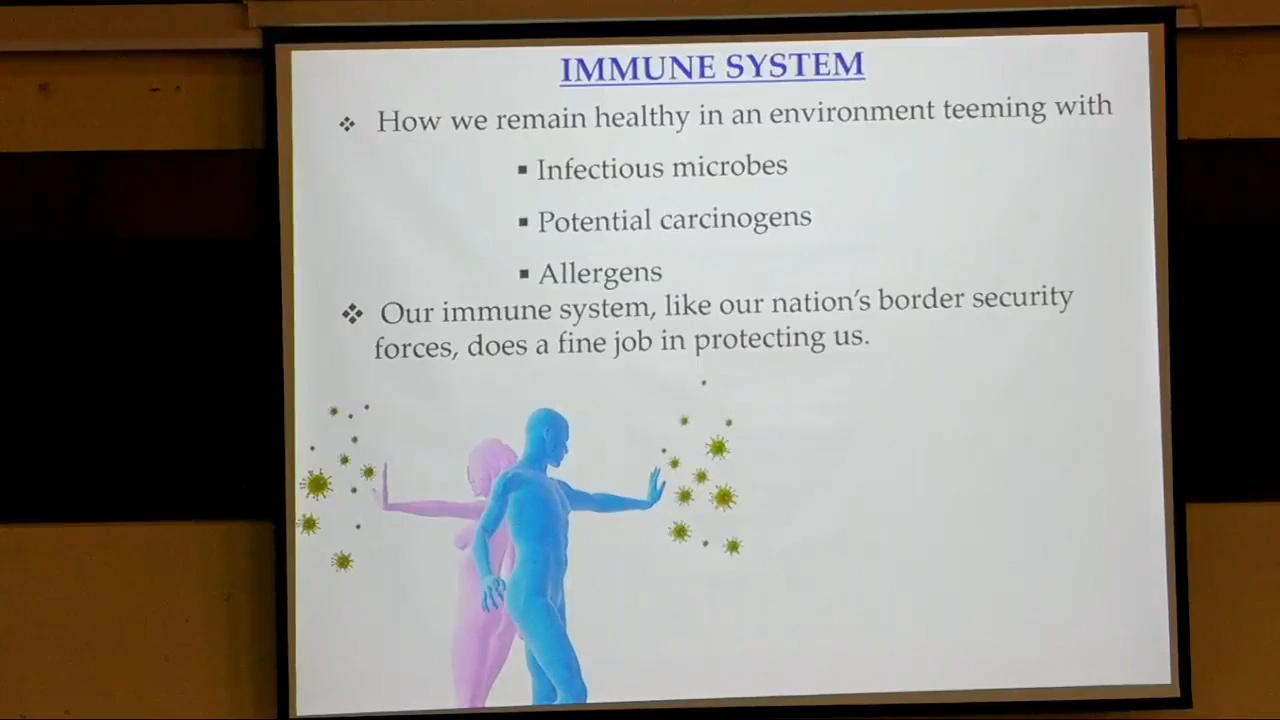 IMMUNE SYSTEM
❖ How we remain healthy in an environment teeming with
▪ Infectious microbes
▪ Potential carcinogens
▪ Allergens
❖ Our immune system, like our nation's border security
forces, does a fine job in protecting us.